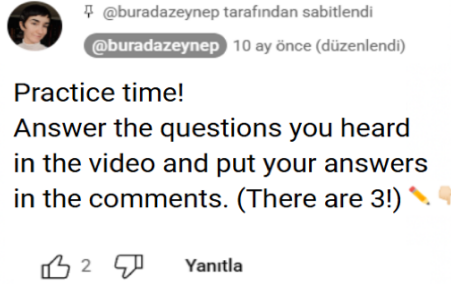 @buradazeynep tarafından sabitlendi
@buradazeynep 10 ay önce (düzenlendi)
Practice time!
Answer the questions you heard
in the video and put your answers
in the comments. (There are 3!) ✏️👇🏻
2 Yanıtla